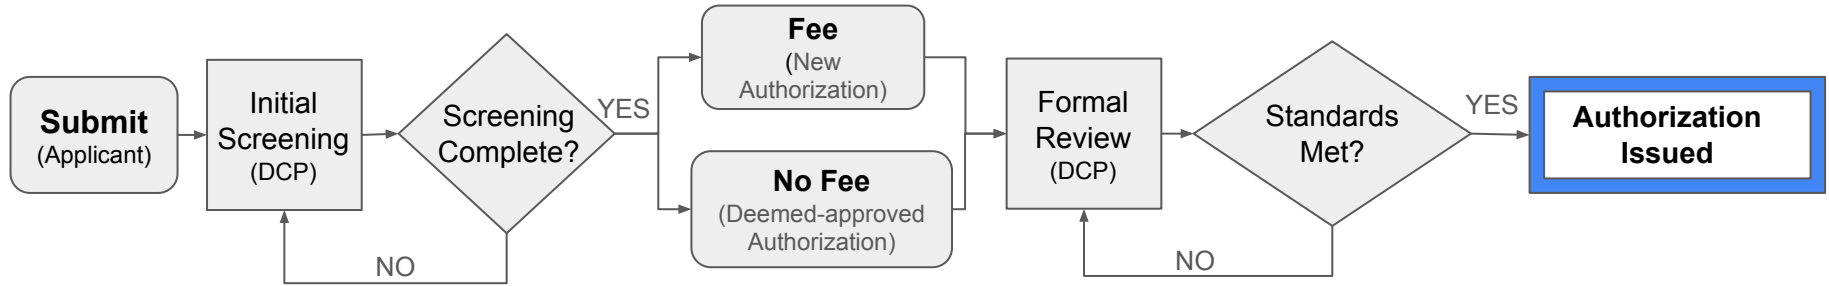 Submit
(Applicant)
Initial
Screening
(DCP)
Screening
Complete?
NO
YES
Fee
(New
Authorization)
No Fee
(Deemed-approved
Authorization)
Formal
Review
(DCP)
Standards
Met?
NO
YES
Authorization
Issued